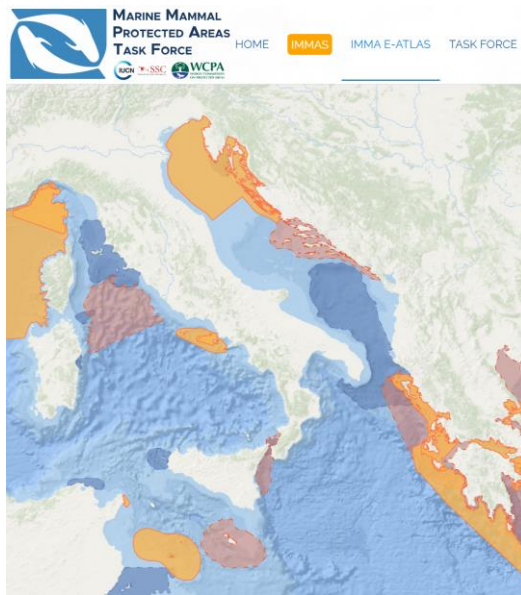 MARINE MAMMAL
PROTECTED AREAS
TASK FORCE
IUCN SSC WCPA
HOME IMMAS IMMA E-ATLAS TASK FORCE